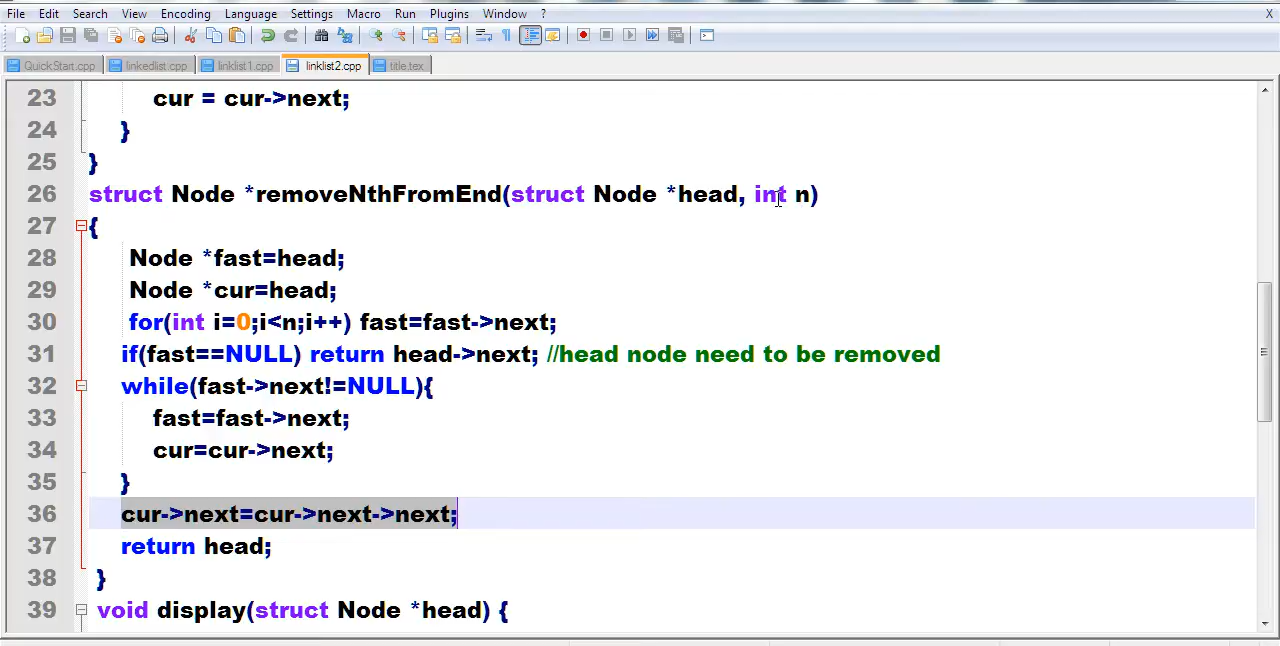 File Edit Search View Encoding Language Settings Macro Run Plugins Window ? X
QuickStart.cpp linkedlist.cpp linklist1.cpp linklist2.cpp title.tex
23 cur = cur->next;
24 }
25 }
26 struct Node *removeNthFromEnd(struct Node *head, int n)
27 {
28 Node *fast=head;
29 Node *cur=head;
30 for(int i=0;i<n;i++) fast=fast->next;
31 if(fast==NULL) return head->next; //head node need to be removed
32 while(fast->next!=NULL){
33 fast=fast->next;
34 cur=cur->next;
35 }
36 cur->next=cur->next->next;
37 return head;
38 }
39 void display(struct Node *head) {